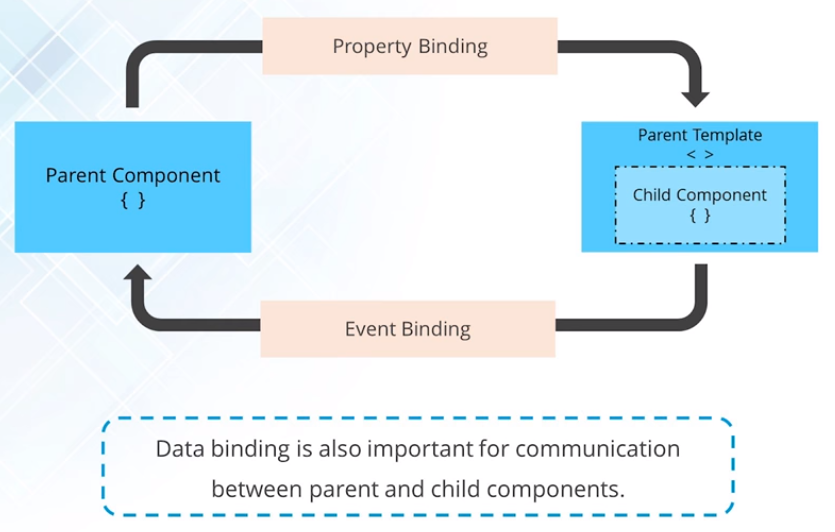 Property Binding
Parent Component
{ }
Parent Template
< >
Child Component
{ }
Event Binding
Data binding is also important for communication
between parent and child components.